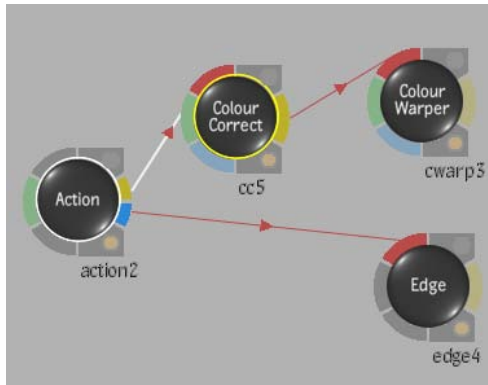 Colour
Correct
cc5
Colour
Warper
cwarp3
Action
action2
Edge
edge4